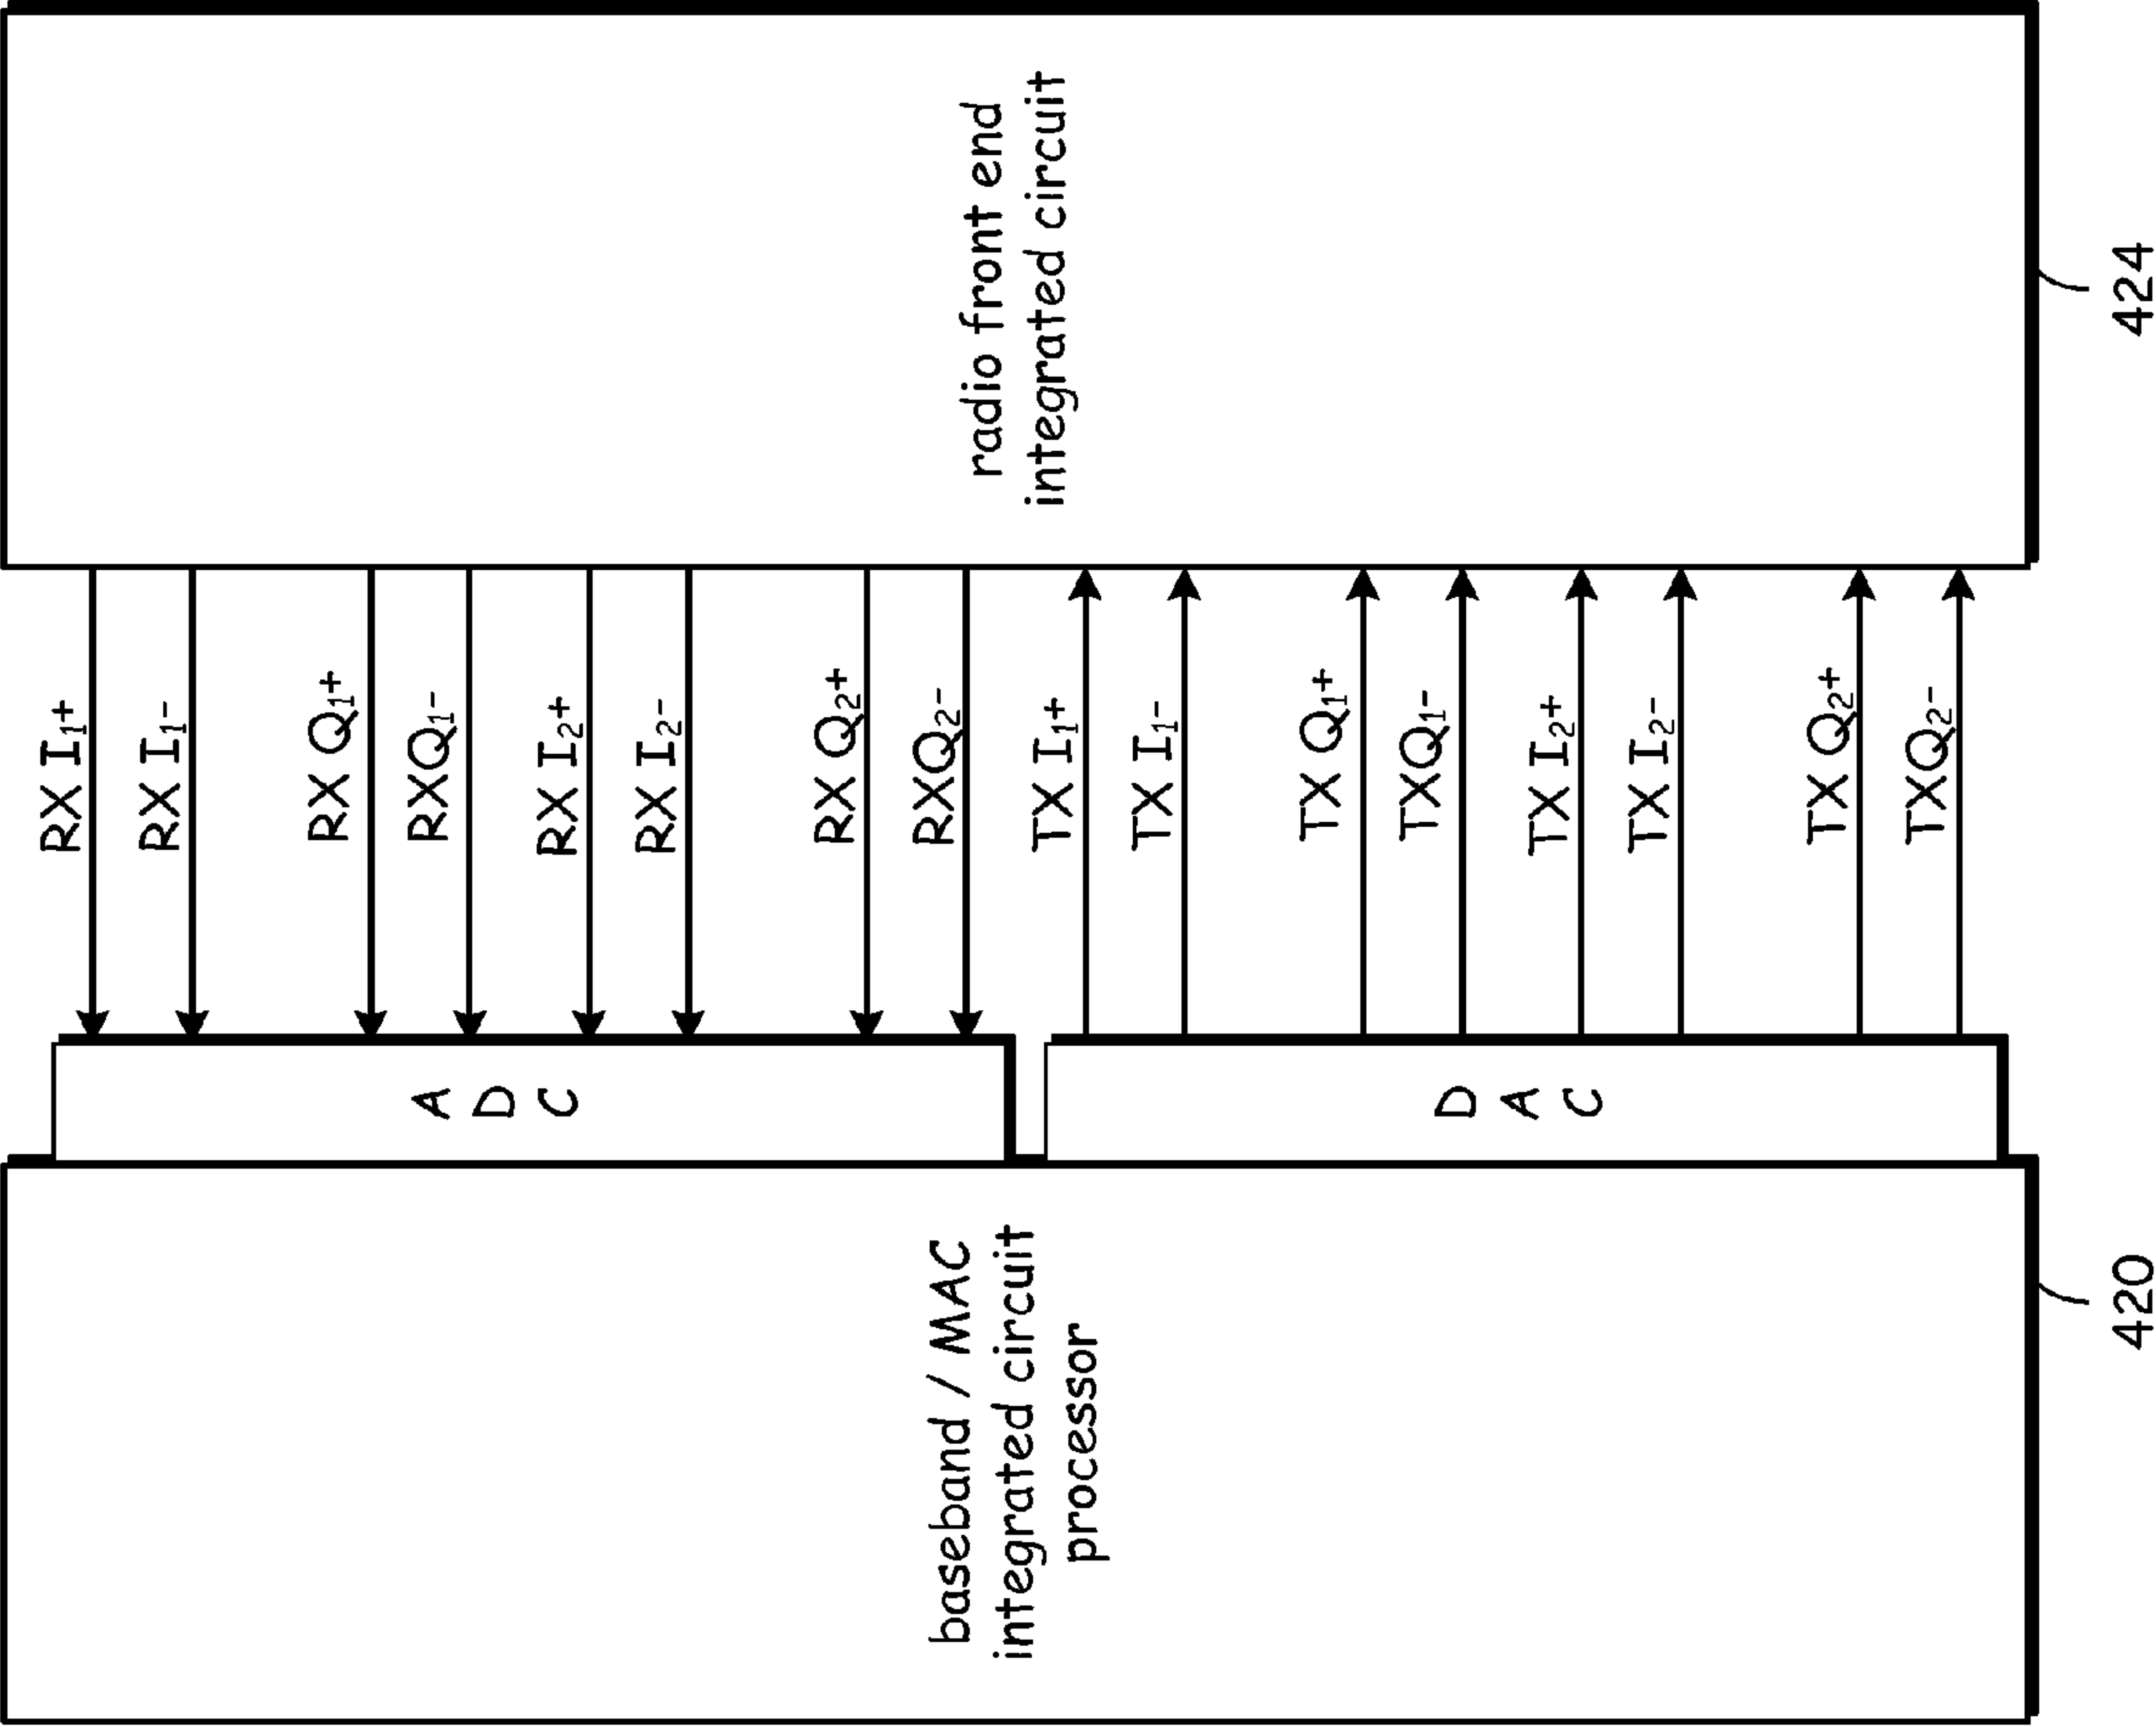 radio front end
integrated circuit
424
RX I1+
RX I1-
RX Q1+
RXQ1-
RX I2+
RX I2-
RX Q2+
RXQ2-
TX I1+
TX I1-
TX Q1+
TXQ1-
TX I2+
TX I2-
TX Q2+
TXQ2-
A
D
C
D
A
C
baseband / MAC
integrated circuit
processor
420